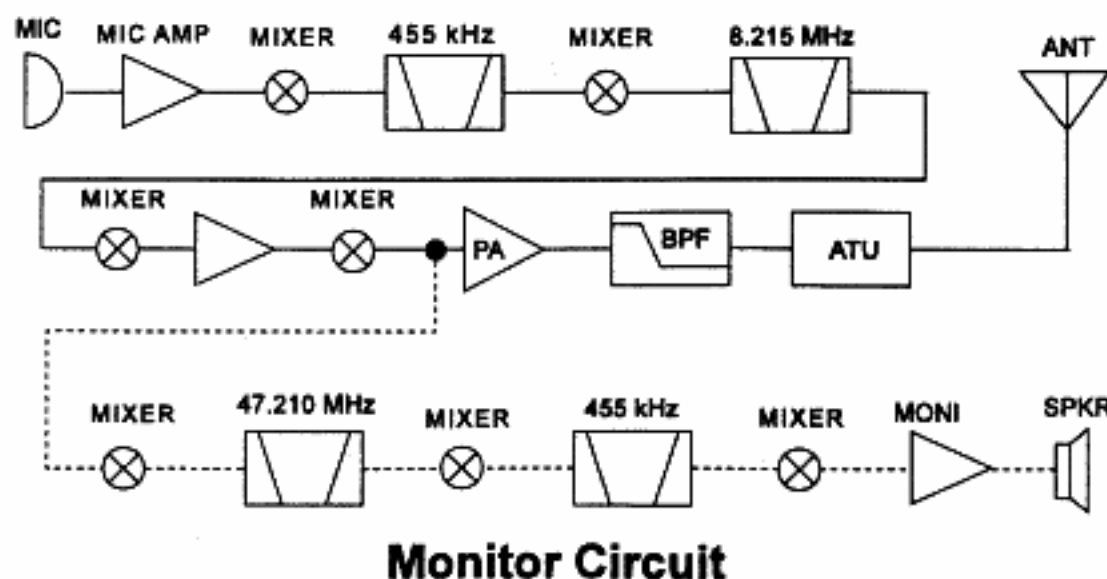 MIC
MIC AMP
MIXER
455 kHz
MIXER
8.215 MHz
ANT
MIXER
MIXER
PA
BPF
ATU
MIXER
47.210 MHz
MIXER
455 kHz
MIXER
MONI
SPKR
Monitor Circuit